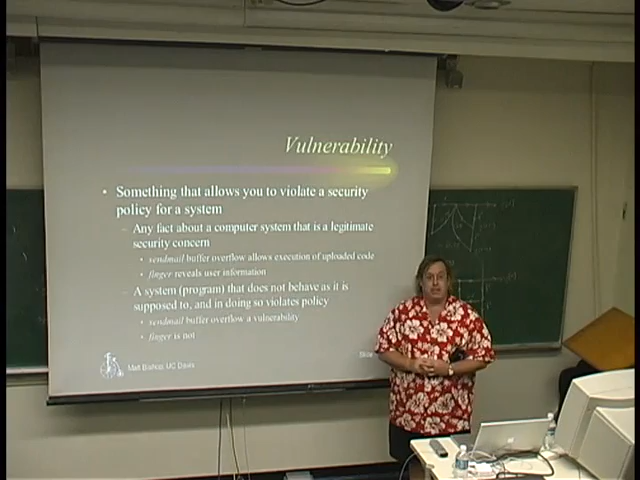 Vulnerability
• Something that allows you to violate a security
policy for a system
– Any fact about a computer system that is a legitimate
security concern
• sendmail buffer overflow allows execution of uploaded code
• finger reveals user information
– A system (program) that does not behave as it is
supposed to, and in doing so violates policy
• sendmail buffer overflow a vulnerability
• finger is not
Matt Bishop, UC Davis
Slide